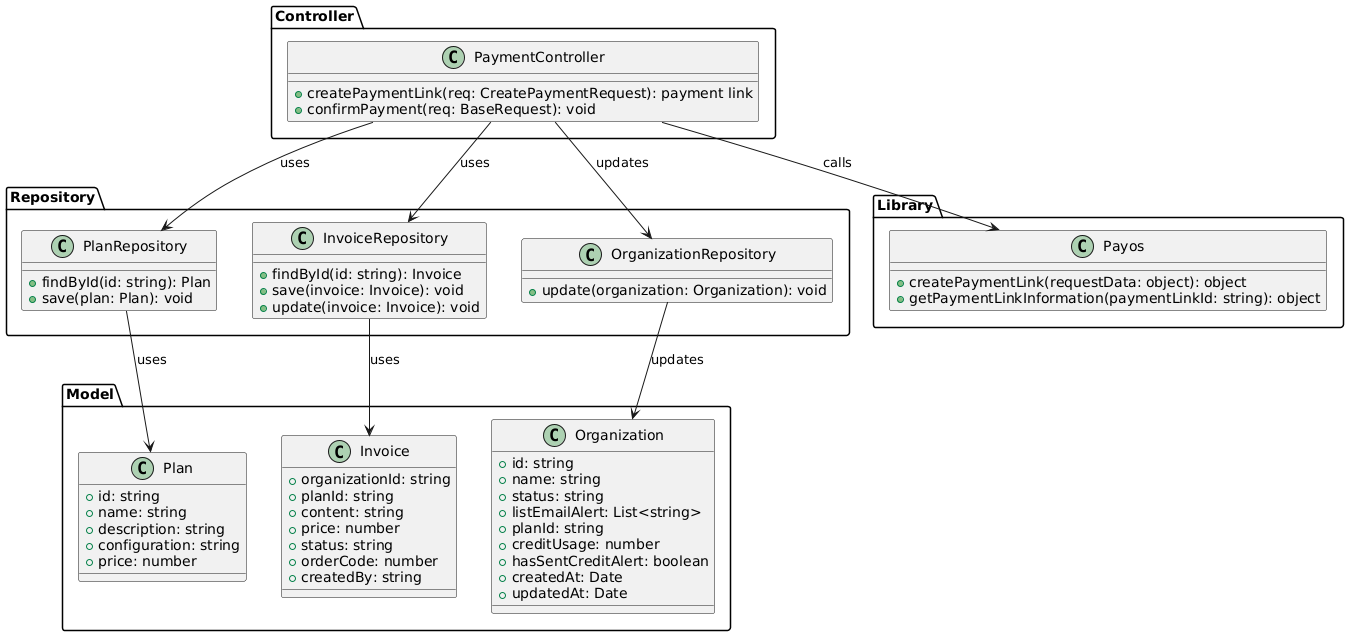 Controller
C PaymentController
createPaymentLink(req: CreatePaymentRequest): payment link
confirmPayment(req: BaseRequest): void
uses
uses
updates
calls
Repository
C PlanRepository
findById(id: string): Plan
save(plan: Plan): void
C InvoiceRepository
findById(id: string): Invoice
save(invoice: Invoice): void
update(invoice: Invoice): void
C OrganizationRepository
update(organization: Organization): void
Library
C Payos
createPaymentLink(requestData: object): object
getPaymentLinkInformation(paymentLinkId: string): object
uses
uses
updates
Model
C Plan
id: string
name: string
description: string
configuration: string
price: number
C Invoice
organizationId: string
planId: string
content: string
price: number
status: string
orderCode: number
createdBy: string
C Organization
id: string
name: string
status: string
listEmailAlert: List<string>
planId: string
creditUsage: number
hasSentCreditAlert: boolean
createdAt: Date
updatedAt: Date